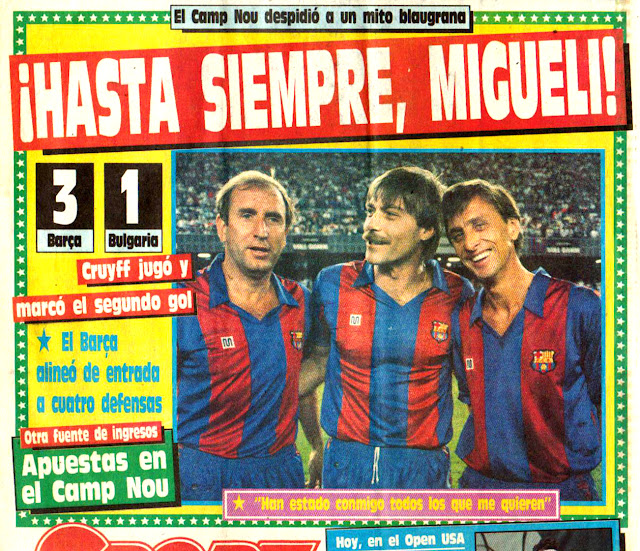 El Camp Nou despidió a un mito blaugrana
¡HASTA SIEMPRE, MIGUELI!
3 1
Barça Bulgaria
Cruyff jugó y
marcó el segundo gol
★ El Barça
alineó de entrada
a cuatro defensas
Otra fuente de ingresos
Apuestas en
el Camp Nou
★ "Han estado conmigo todos los que me quieren"
SPORT
Hoy, en el Open USA